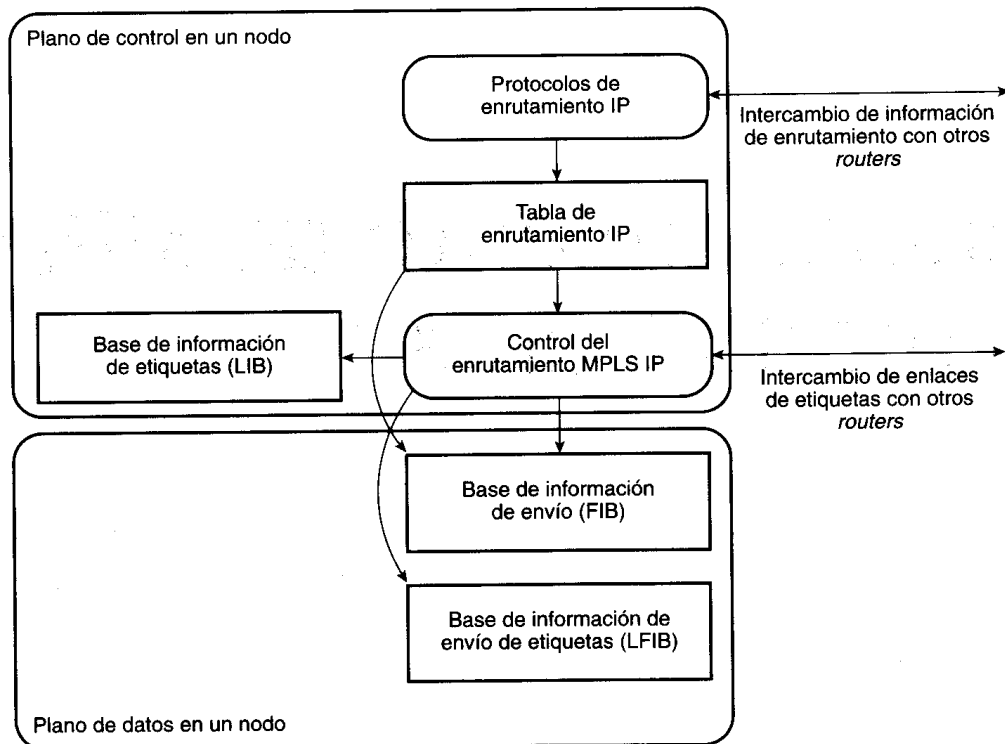 Plano de control en un nodo
Protocolos de
enrutamiento IP
Intercambio de información
de enrutamiento con otros
routers
Tabla de
enrutamiento IP
Base de información
de etiquetas (LIB)
Control del
enrutamiento MPLS IP
Intercambio de enlaces
de etiquetas con otros
routers
Base de información
de envío (FIB)
Base de información de
envío de etiquetas (LFIB)
Plano de datos en un nodo